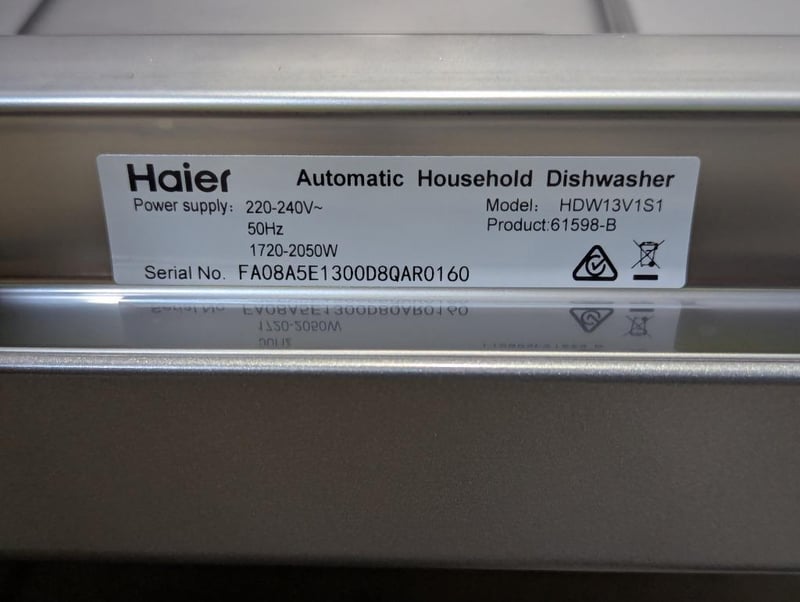 Haier Automatic Household Dishwasher
Power supply: 220-240V~ Model: HDW13V1S1
50Hz Product:61598-B
1720-2050W
Serial No. FA08A5E1300D8QAR0160